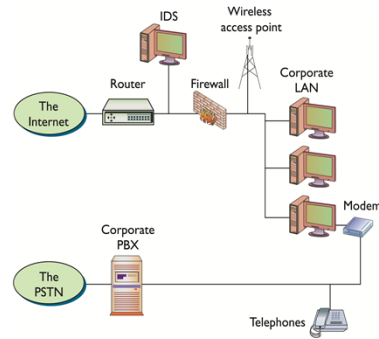 IDS
Wireless
access point
Router
Firewall
Corporate
LAN
The
Internet
Modem
Corporate
PBX
The
PSTN
Telephones